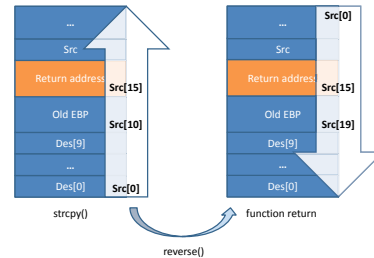 ...
Src
Return address
Src[15]
Old EBP
Src[10]
Des[9]
...
Des[0]
Src[0]
strcpy()
Src[0]
...
Src
Return address
Src[15]
Old EBP
Src[19]
Des[9]
...
Des[0]
function return
reverse()